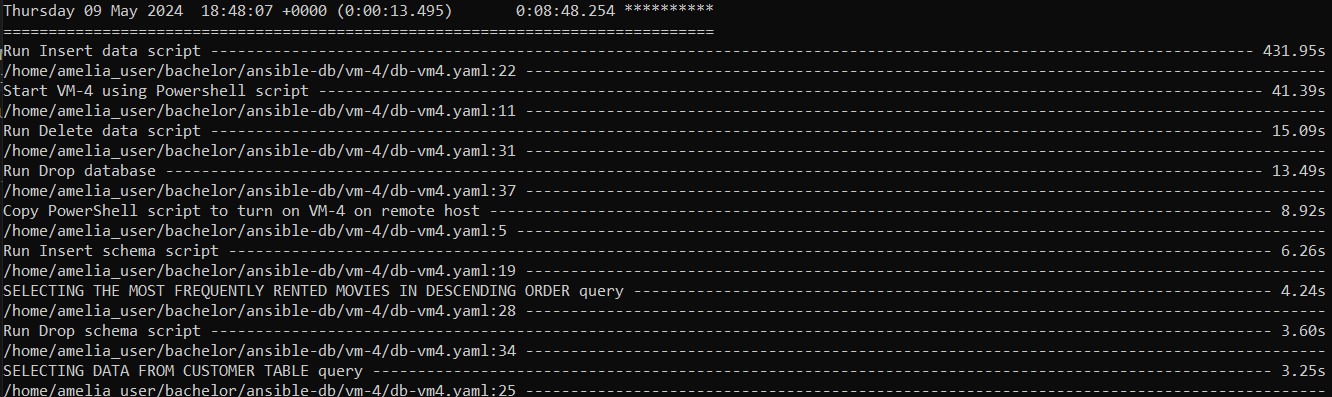 Thursday 09 May 2024  18:48:07 +0000 (0:00:13.495)       0:08:48.254 **********
===============================================================================
Run Insert data script -------------------------------------------------------------------------------------------------------------------- 431.95s
/home/amelia_user/bachelor/ansible-db/vm-4/db-vm4.yaml:22 -----------------------------------------------------------------------------------------
Start VM-4 using Powershell script --------------------------------------------------------------------------------------------------------- 41.39s
/home/amelia_user/bachelor/ansible-db/vm-4/db-vm4.yaml:11 -----------------------------------------------------------------------------------------
Run Delete data script --------------------------------------------------------------------------------------------------------------------- 15.09s
/home/amelia_user/bachelor/ansible-db/vm-4/db-vm4.yaml:31 -----------------------------------------------------------------------------------------
Run Drop database -------------------------------------------------------------------------------------------------------------------------- 13.49s
/home/amelia_user/bachelor/ansible-db/vm-4/db-vm4.yaml:37 -----------------------------------------------------------------------------------------
Copy PowerShell script to turn on VM-4 on remote host --------------------------------------------------------------------------------------- 8.92s
/home/amelia_user/bachelor/ansible-db/vm-4/db-vm4.yaml:5 ------------------------------------------------------------------------------------------
Run Insert schema script -------------------------------------------------------------------------------------------------------------------- 6.26s
/home/amelia_user/bachelor/ansible-db/vm-4/db-vm4.yaml:19 -----------------------------------------------------------------------------------------
SELECTING THE MOST FREQUENTLY RENTED MOVIES IN DESCENDING ORDER query ----------------------------------------------------------------------- 4.24s
/home/amelia_user/bachelor/ansible-db/vm-4/db-vm4.yaml:28 -----------------------------------------------------------------------------------------
Run Drop schema script ---------------------------------------------------------------------------------------------------------------------- 3.60s
/home/amelia_user/bachelor/ansible-db/vm-4/db-vm4.yaml:34 -----------------------------------------------------------------------------------------
SELECTING DATA FROM CUSTOMER TABLE query ---------------------------------------------------------------------------------------------------- 3.25s
/home/amelia_user/bachelor/ansible-db/vm-4/db-vm4.yaml:25 -----------------------------------------------------------------------------------------